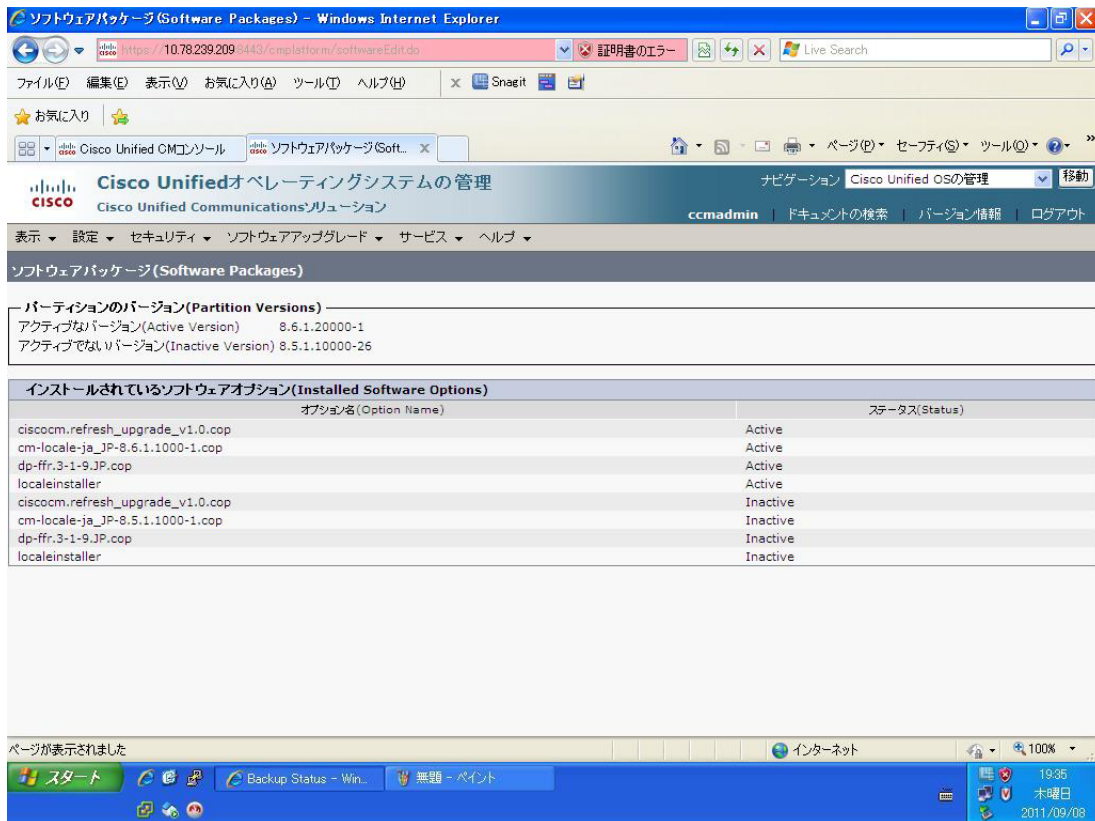 ソフトウェアパッケージ(Software Packages) - Windows Internet Explorer
https://10.78.239.209:8443/cmplatform/softwareEdit.do 証明書のエラー Live Search
ファイル(F) 編集(E) 表示(V) お気に入り(A) ツール(T) ヘルプ(H) x Snagit
お気に入り
Cisco Unified CMコンソール ソフトウェアパッケージ(Soft... x ページ(P) セーフティ(S) ツール(O) »
cisco Cisco Unifiedオペレーティングシステムの管理 ナビゲーション Cisco Unified OSの管理 移動
Cisco Unified Communicationsソリューション ccmadmin | ドキュメントの検索 | バージョン情報 | ログアウト
表示 設定 セキュリティ ソフトウェアアップグレード サービス ヘルプ
ソフトウェアパッケージ(Software Packages)
パーティションのバージョン(Partition Versions)
アクティブなバージョン(Active Version) 8.6.1.20000-1
アクティブでないバージョン(Inactive Version) 8.5.1.10000-26
インストールされているソフトウェアオプション(Installed Software Options)
オプション名(Option Name) ステータス(Status)
ciscocm.refresh_upgrade_v1.0.cop Active
cm-locale-ja_JP-8.6.1.1000-1.cop Active
dp-ffr.3-1-9.JP.cop Active
localeinstaller Active
ciscocm.refresh_upgrade_v1.0.cop Inactive
cm-locale-ja_JP-8.5.1.1000-1.cop Inactive
dp-ffr.3-1-9.JP.cop Inactive
localeinstaller Inactive
ページが表示されました インターネット 100%
スタート Backup Status - Win... 無題 - ペイント 19:35
木曜日
2011/09/08